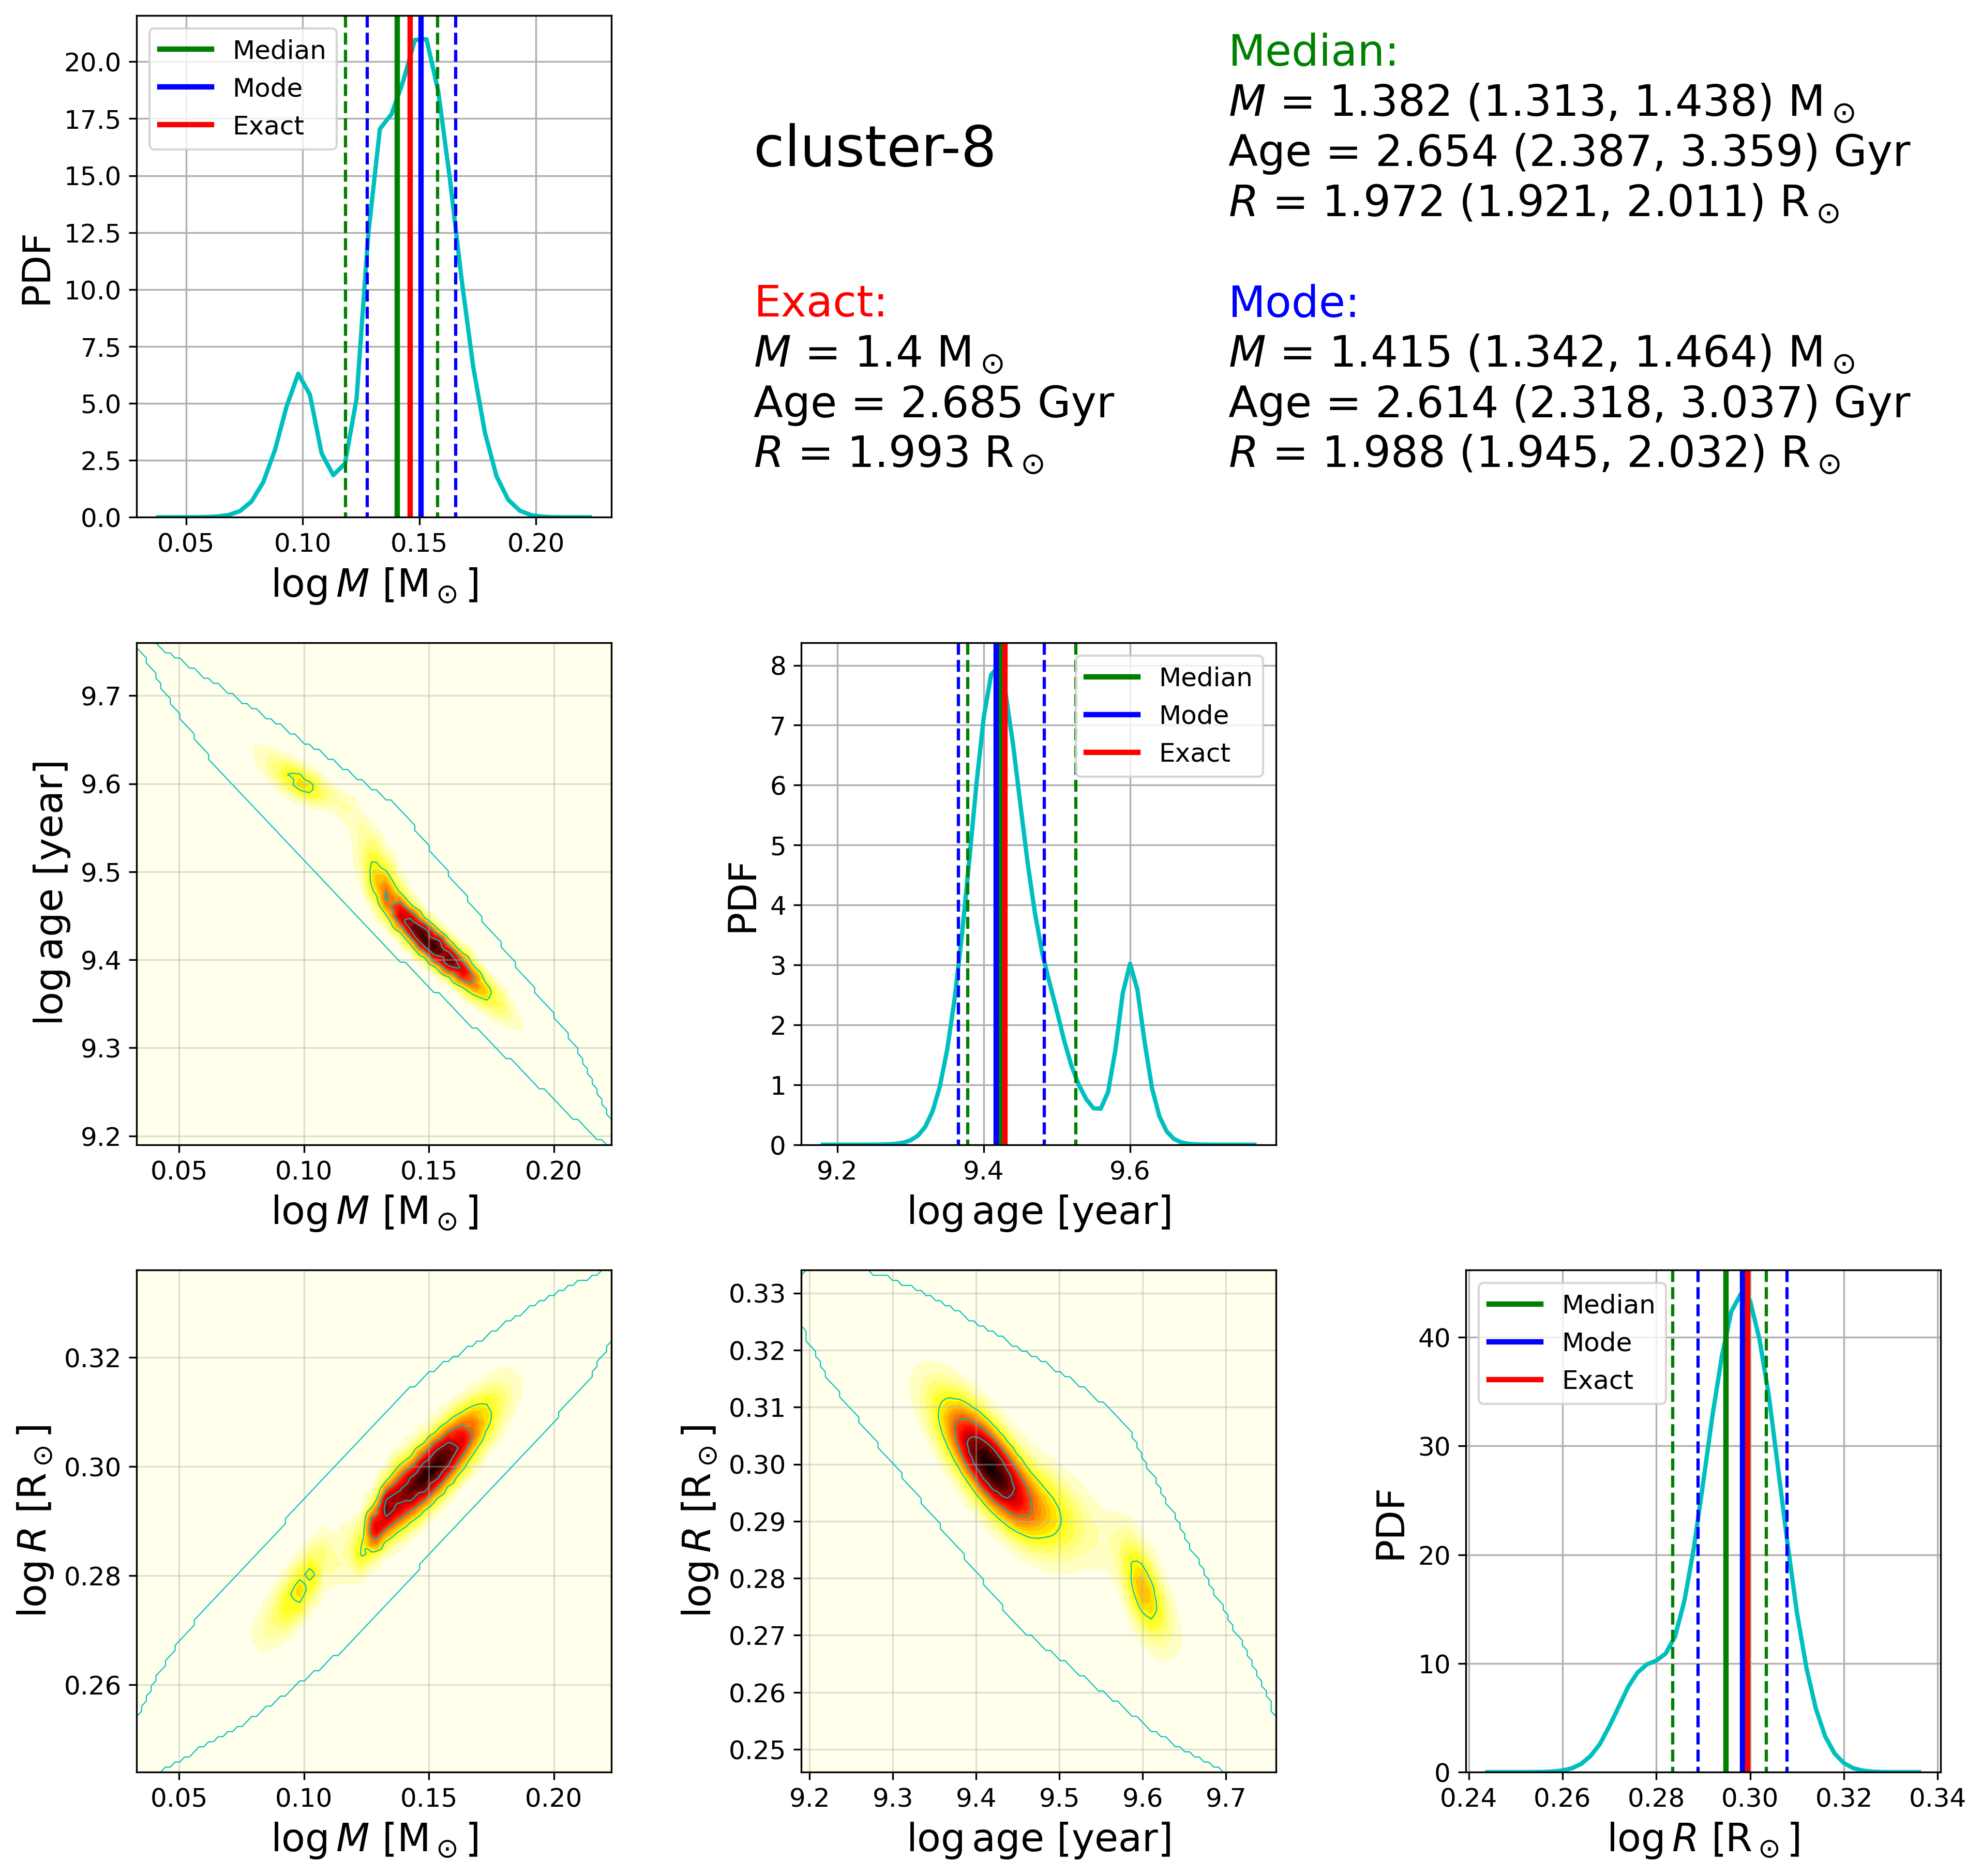 Median
Mode
Exact
20.0
17.5
15.0
12.5
10.0
7.5
5.0
2.5
0.0
PDF
0.05 0.10 0.15 0.20
log M [M⊙]
cluster-8
Median:
M = 1.382 (1.313, 1.438) M⊙
Age = 2.654 (2.387, 3.359) Gyr
R = 1.972 (1.921, 2.011) R⊙
Exact:
M = 1.4 M⊙
Age = 2.685 Gyr
R = 1.993 R⊙
Mode:
M = 1.415 (1.342, 1.464) M⊙
Age = 2.614 (2.318, 3.037) Gyr
R = 1.988 (1.945, 2.032) R⊙
9.7
9.6
9.5
9.4
9.3
9.2
log age [year]
0.05 0.10 0.15 0.20
log M [M⊙]
Median
Mode
Exact
8
7
6
5
4
3
2
1
0
PDF
9.2 9.4 9.6
log age [year]
0.32
0.30
0.28
0.26
log R [R⊙]
0.05 0.10 0.15 0.20
log M [M⊙]
0.33
0.32
0.31
0.30
0.29
0.28
0.27
0.26
0.25
log R [R⊙]
9.2 9.3 9.4 9.5 9.6 9.7
log age [year]
Median
Mode
Exact
40
30
20
10
0
PDF
0.24 0.26 0.28 0.30 0.32 0.34
log R [R⊙]